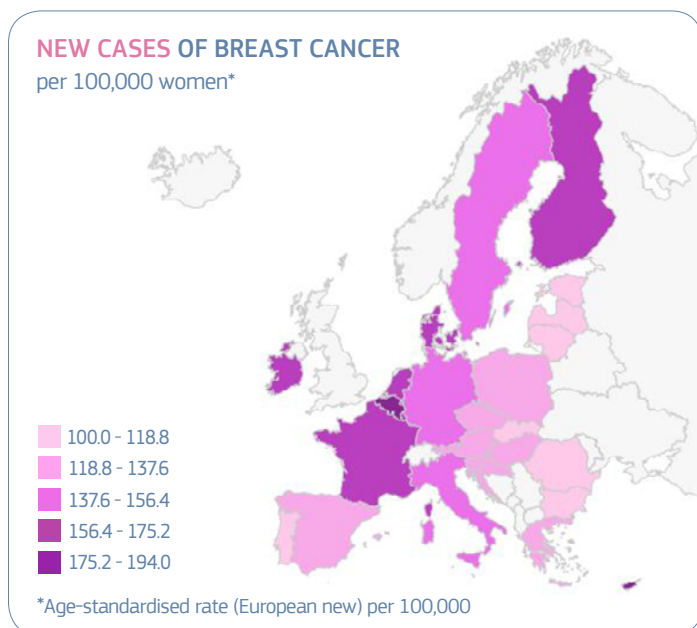 NEW CASES OF BREAST CANCER
per 100,000 women*
100.0 - 118.8
118.8 - 137.6
137.6 - 156.4
156.4 - 175.2
175.2 - 194.0
*Age-standardised rate (European new) per 100,000